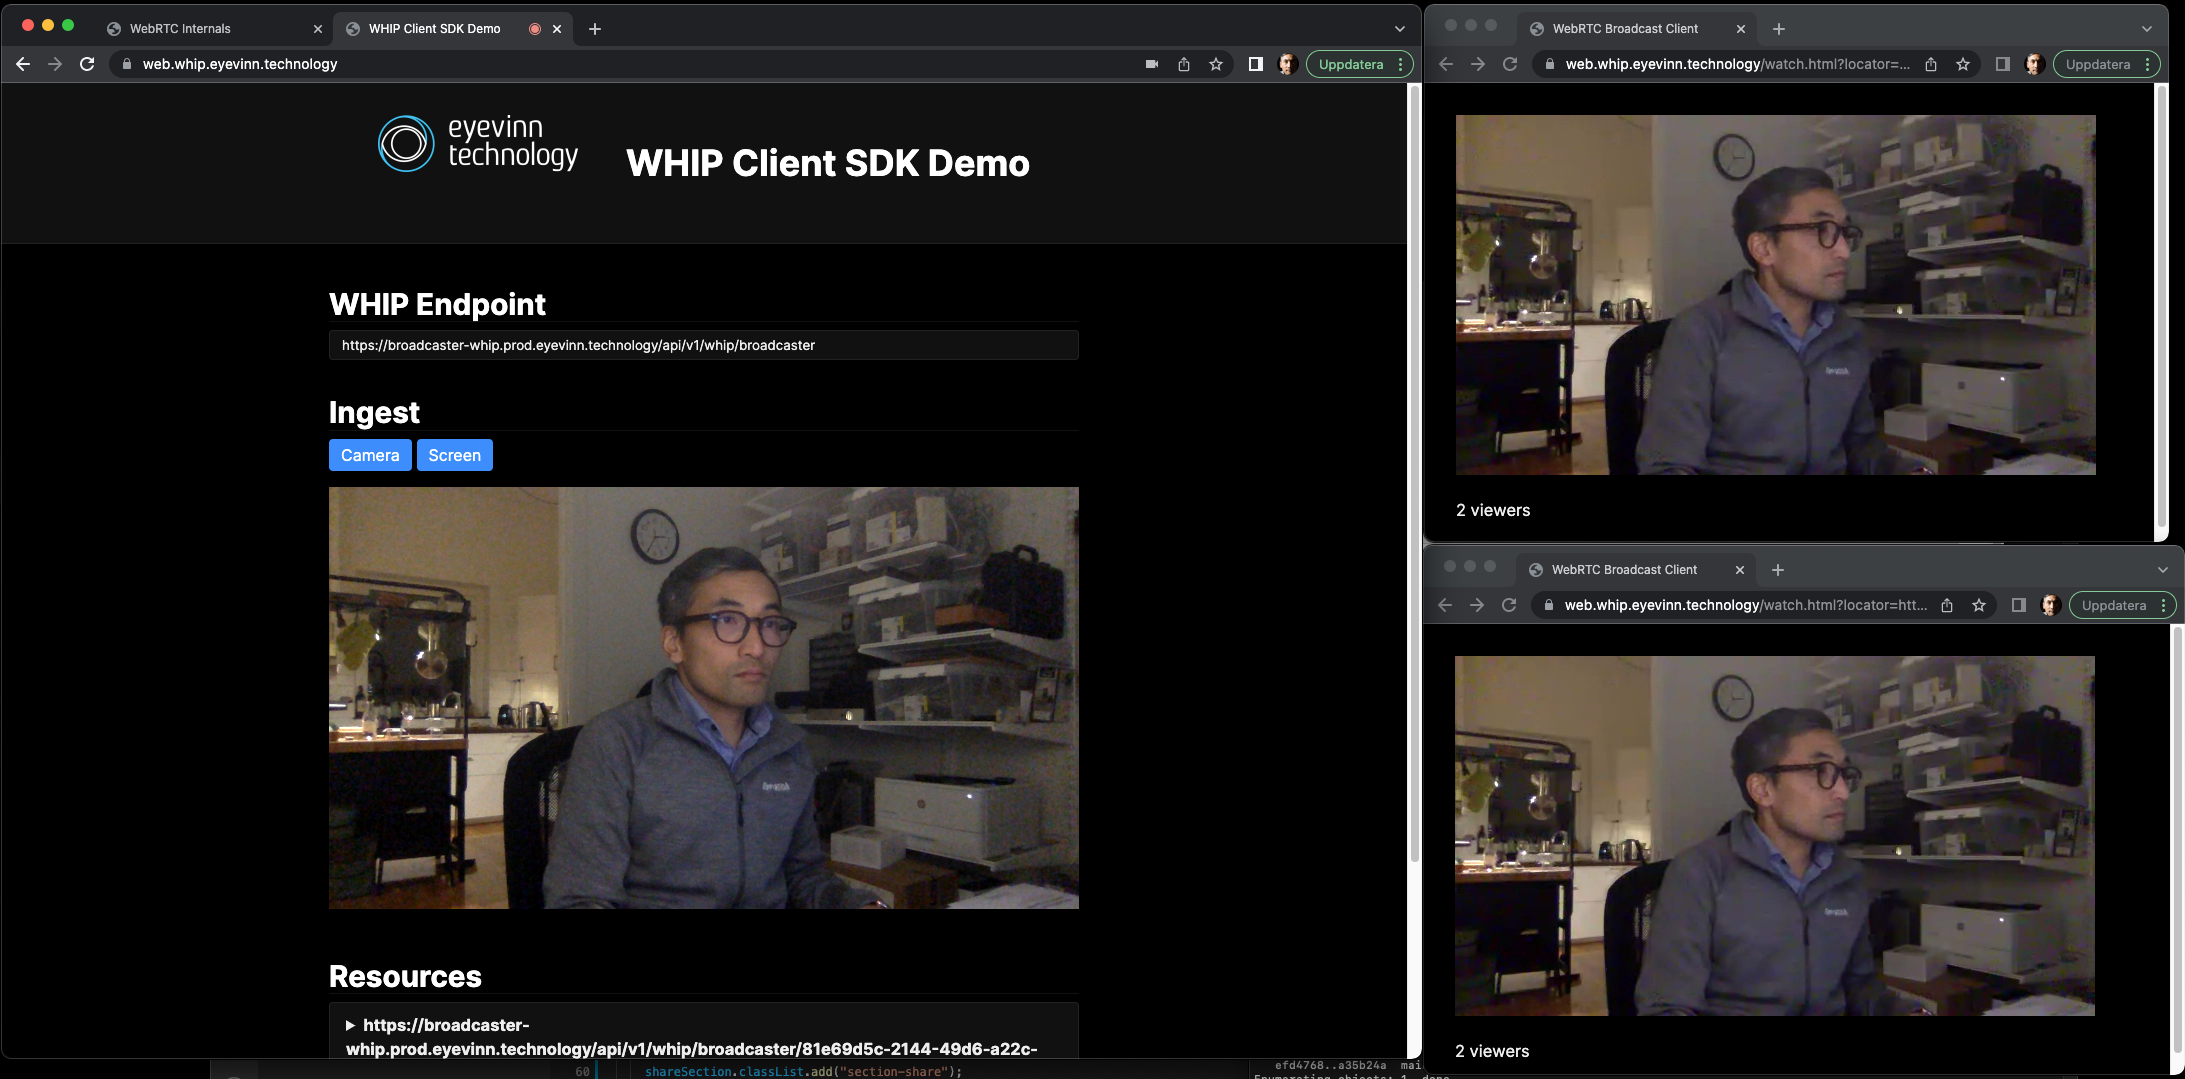 WebRTC Internals
WHIP Client SDK Demo
web.whip.eyevinn.technology
Uppdatera
eyevinn
technology
WHIP Client SDK Demo
WHIP Endpoint
https://broadcaster-whip.prod.eyevinn.technology/api/v1/whip/broadcaster
Ingest
Camera Screen
Resources
https://broadcaster-
whip.prod.eyevinn.technology/api/v1/whip/broadcaster/81e69d5c-2144-49d6-a22c-
60 shareSection.classList.add("section-share");
efd4768..a35b24a mai
WebRTC Broadcast Client
web.whip.eyevinn.technology/watch.html?locator=...
Uppdatera
2 viewers
WebRTC Broadcast Client
web.whip.eyevinn.technology/watch.html?locator=htt...
Uppdatera
2 viewers